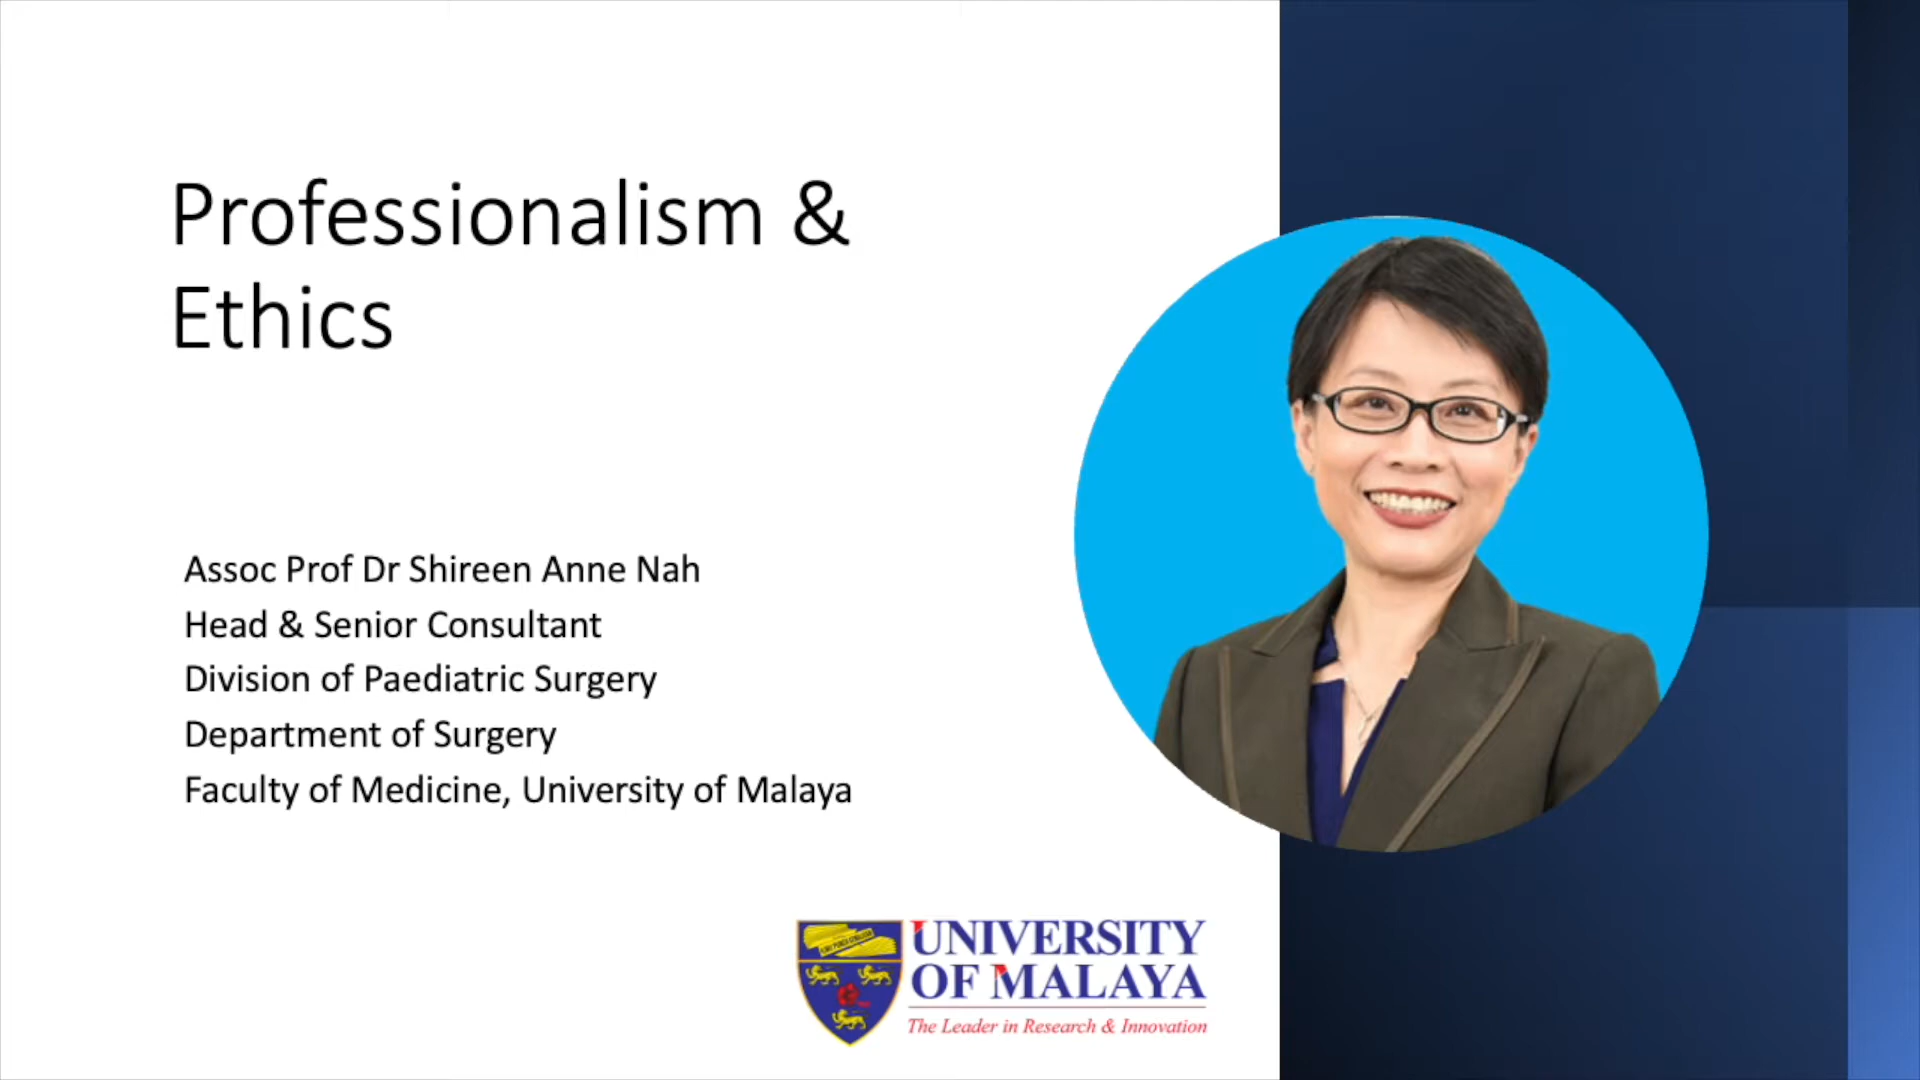 Professionalism &
Ethics
Assoc Prof Dr Shireen Anne Nah
Head & Senior Consultant
Division of Paediatric Surgery
Department of Surgery
Faculty of Medicine, University of Malaya
UNIVERSITY
OF MALAYA
The Leader in Research & Innovation